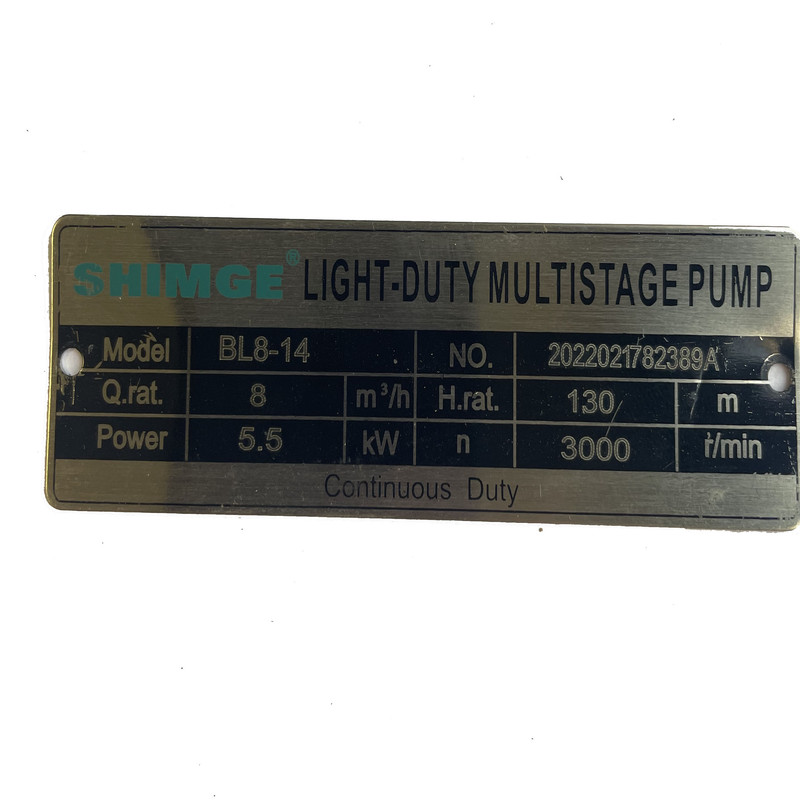 SHIMGE® LIGHT-DUTY MULTISTAGE PUMP
Model BL8-14 NO. 2022021782389A
Q.rat. 8 m³/h H.rat. 130 m
Power 5.5 kW n 3000 r/min
Continuous Duty